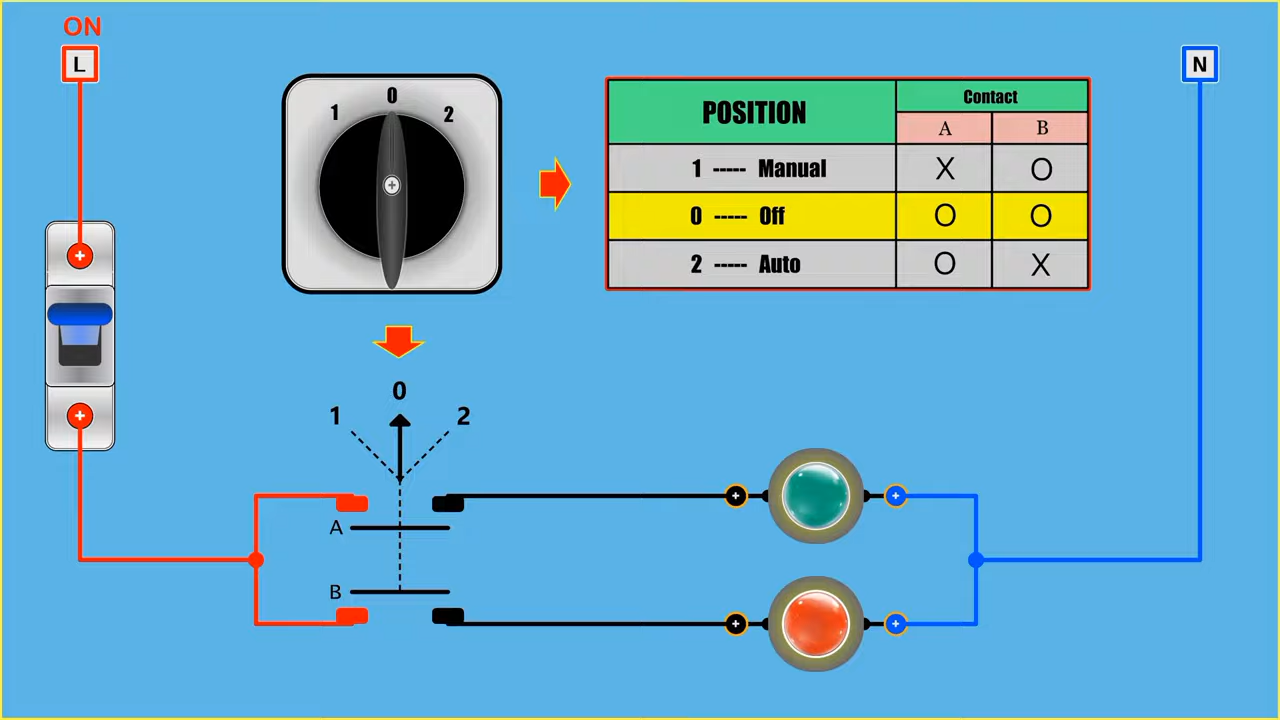 ON
L
N
1 0 2
POSITION
Contact
A B
1 ----- Manual X O
0 ----- Off O O
2 ----- Auto O X
0
1 2
A
B